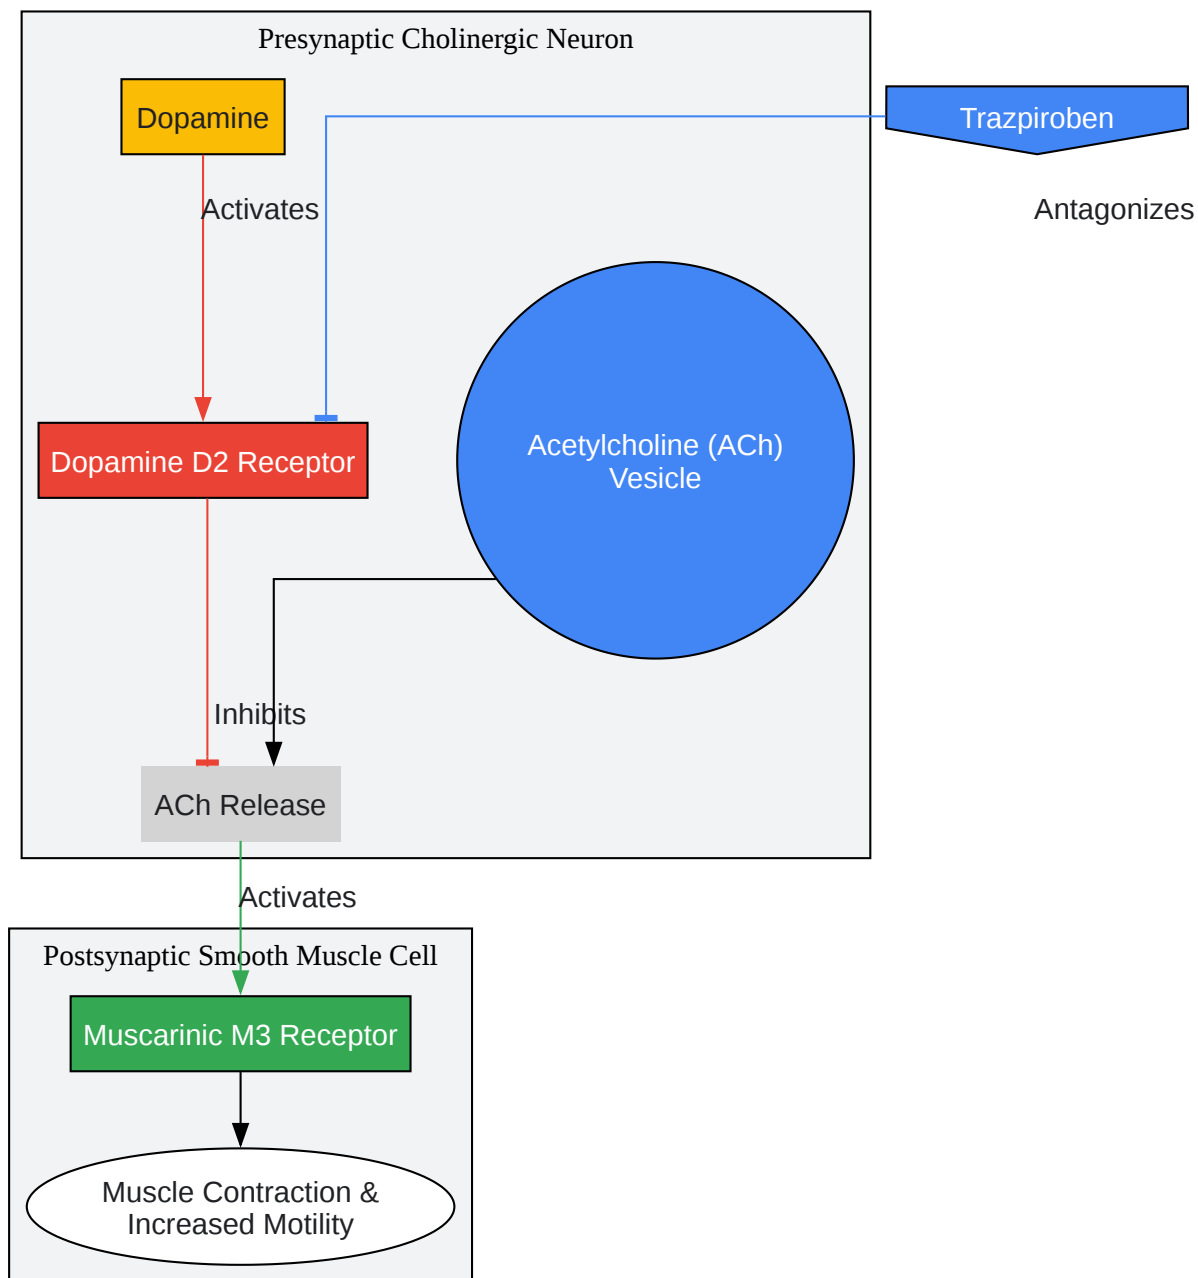 Presynaptic Cholinergic Neuron
Dopamine
Trazpiroben
Activates
Antagonizes
Dopamine D2 Receptor
Acetylcholine (ACh)
Vesicle
Inhibits
ACh Release
Activates
Postsynaptic Smooth Muscle Cell
Muscarinic M3 Receptor
Muscle Contraction &
Increased Motility